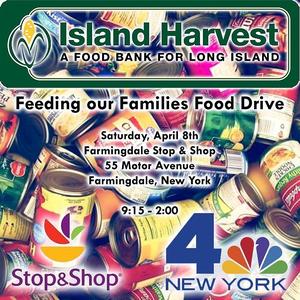 Island Harvest
A FOOD BANK FOR LONG ISLAND
Feeding our Families Food Drive
Saturday, April 8th
Farmingdale Stop & Shop
55 Motor Avenue
Farmingdale, New York
9:15 - 2:00
Stop&Shop
4
NEW YORK